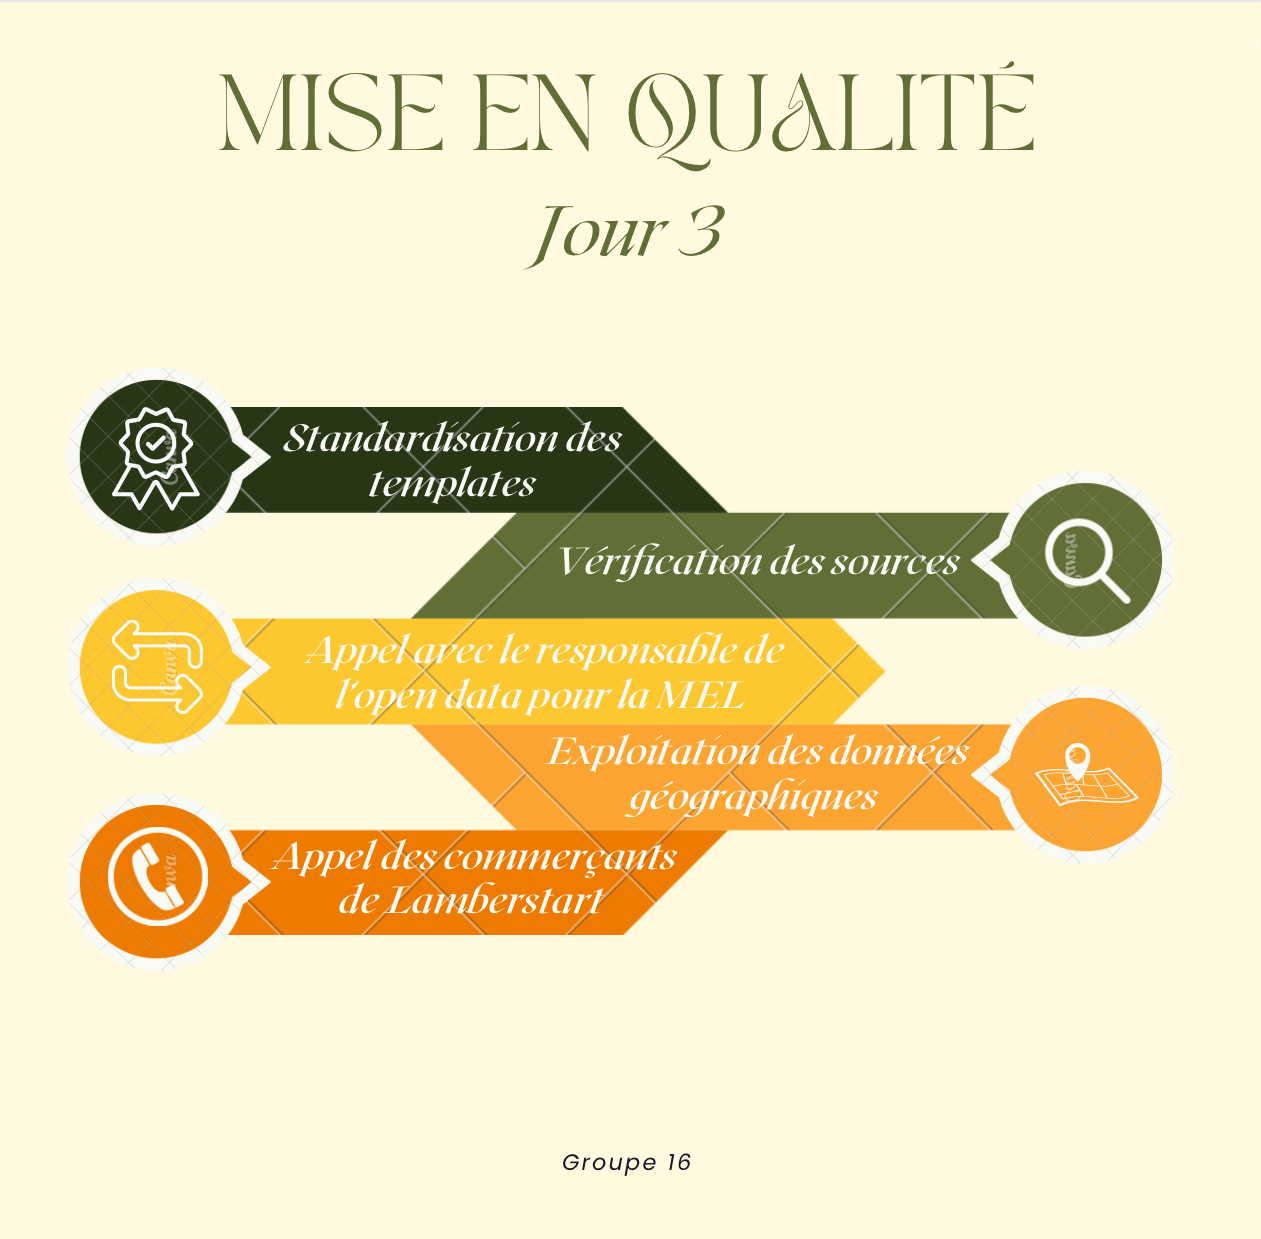 MISE EN QUALITÉ
Jour 3
Standardisation des
templates
Vérification des sources
Appel avec le responsable de
l'open data pour la MEL
Exploitation des données
géographiques
Appel des commerçants
de Lamberstart
Groupe 16